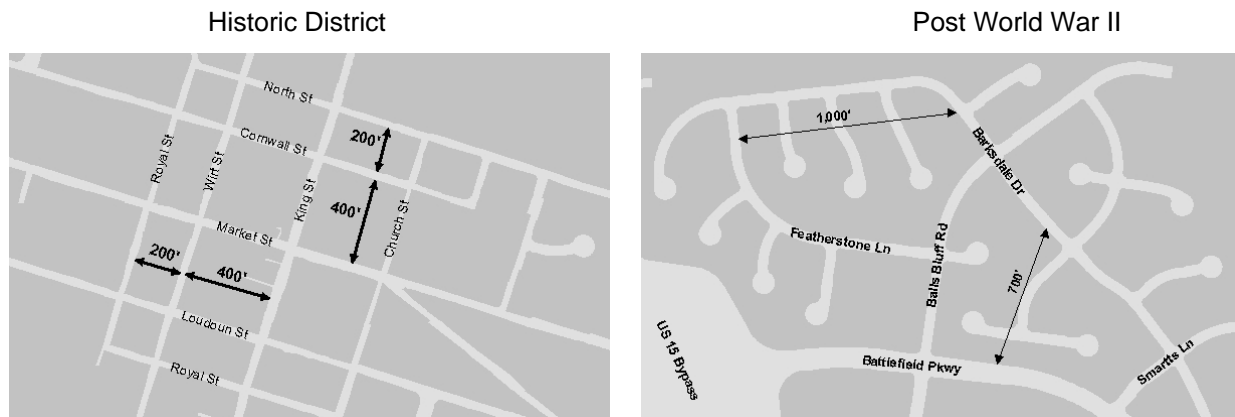 Historic District
North St
Cornwall St
200'
Royal St
Wirt St
King St
400'
Church St
Market St
200'
400'
Loudoun St
Royal St
Post World War II
1,000'
Barksdale Dr
Featherstone Ln
Balls Bluff Rd
700'
US 15 Bypass
Battlefield Pkwy
Smartts Ln